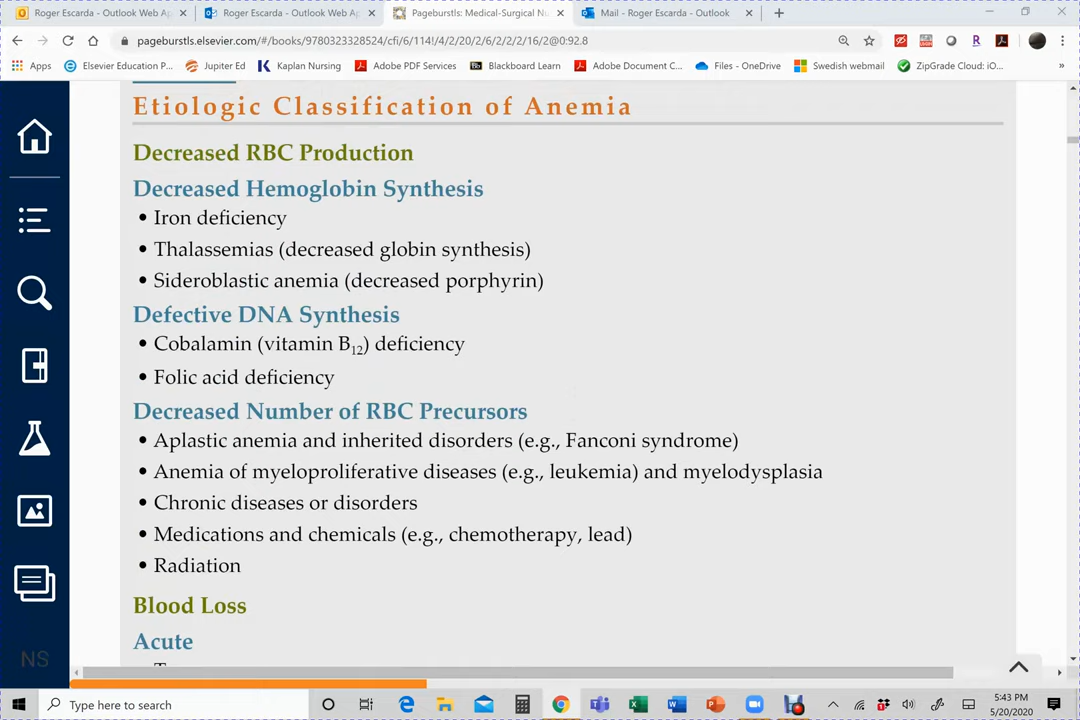 Roger Escarda - Outlook Web Ap
Roger Escarda - Outlook Web Ap
Pageburstls: Medical-Surgical Nu
Mail - Roger Escarda - Outlook
pageburstls.elsevier.com/#/books/9780323328524/cfi/6/114!/4/2/20/2/6/2/2/2/16/2@0:92.8
Apps
Elsevier Education P...
Jupiter Ed
Kaplan Nursing
Adobe PDF Services
Blackboard Learn
Adobe Document C...
Files - OneDrive
Swedish webmail
ZipGrade Cloud: iO...
Etiologic Classification of Anemia
Decreased RBC Production
Decreased Hemoglobin Synthesis
• Iron deficiency
• Thalassemias (decreased globin synthesis)
• Sideroblastic anemia (decreased porphyrin)
Defective DNA Synthesis
• Cobalamin (vitamin B12) deficiency
• Folic acid deficiency
Decreased Number of RBC Precursors
• Aplastic anemia and inherited disorders (e.g., Fanconi syndrome)
• Anemia of myeloproliferative diseases (e.g., leukemia) and myelodysplasia
• Chronic diseases or disorders
• Medications and chemicals (e.g., chemotherapy, lead)
• Radiation
Blood Loss
Acute
NS
Type here to search
5:43 PM
5/20/2020